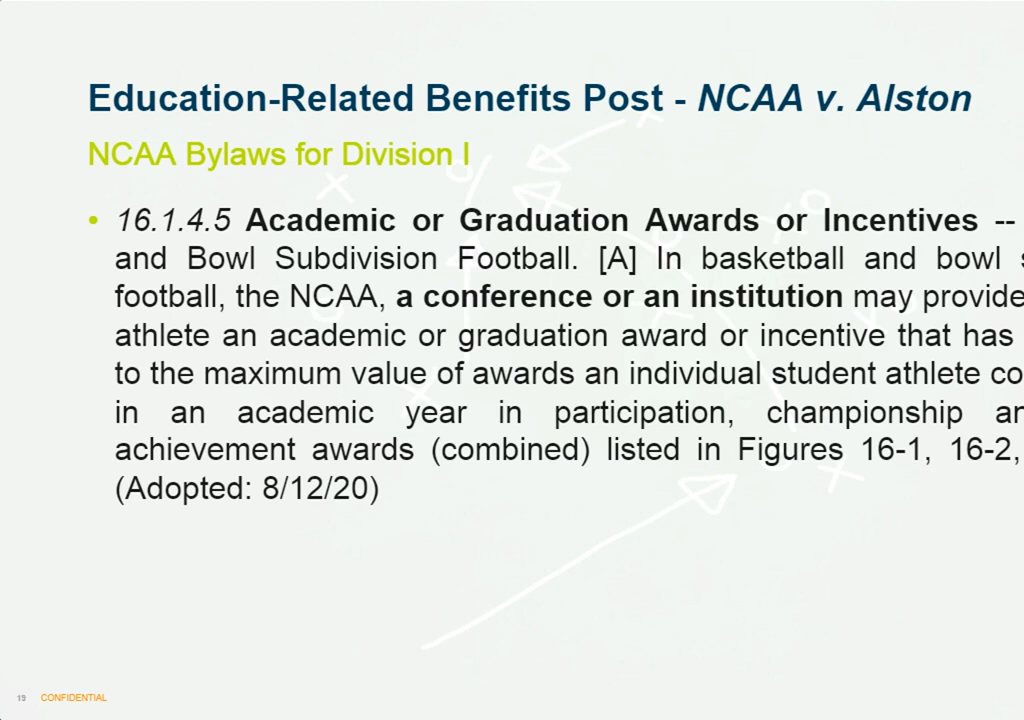 Education-Related Benefits Post - NCAA v. Alston
NCAA Bylaws for Division I
• 16.1.4.5 Academic or Graduation Awards or Incentives --
and Bowl Subdivision Football. [A] In basketball and bowl
football, the NCAA, a conference or an institution may provide
athlete an academic or graduation award or incentive that has
to the maximum value of awards an individual student athlete co
in an academic year in participation, championship an
achievement awards (combined) listed in Figures 16-1, 16-2,
(Adopted: 8/12/20)
19 CONFIDENTIAL